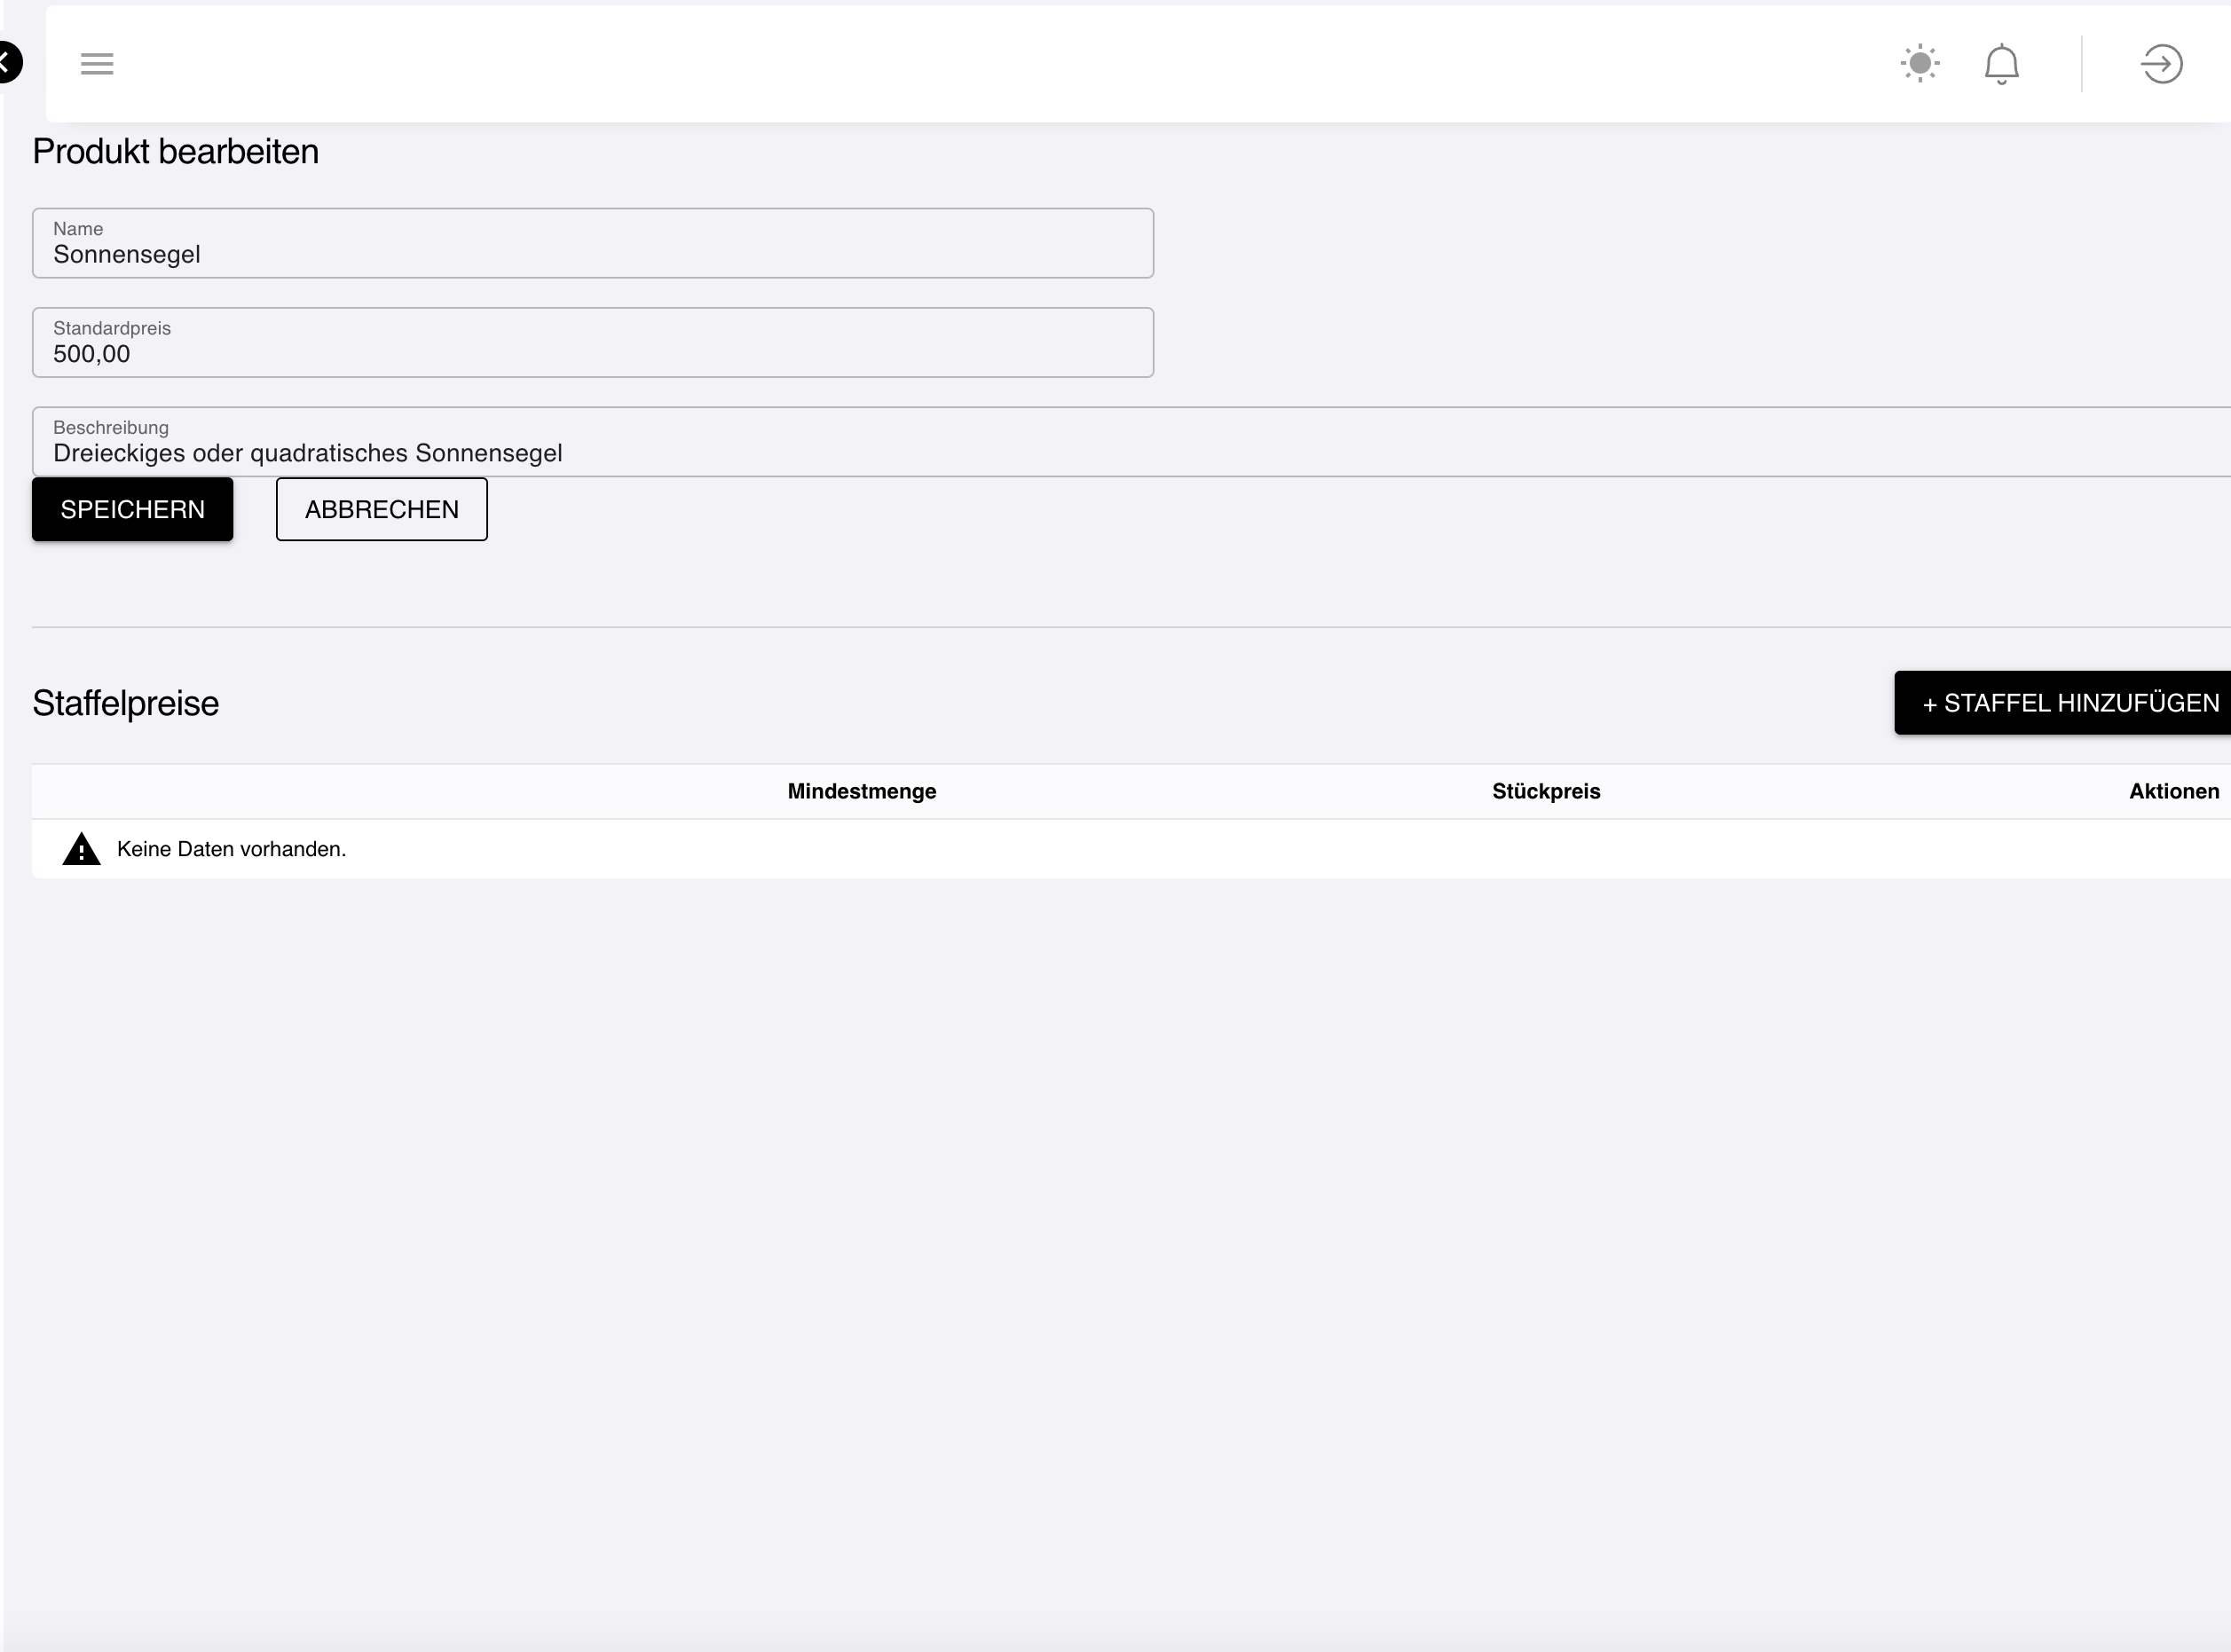 Produkt bearbeiten
Name
Sonnensegel
Standardpreis
500,00
Beschreibung
Dreieckiges oder quadratisches Sonnensegel
SPEICHERN ABBRECHEN
Staffelpreise + STAFFEL HINZUFÜGEN
Mindestmenge Stückpreis Aktionen
Keine Daten vorhanden.